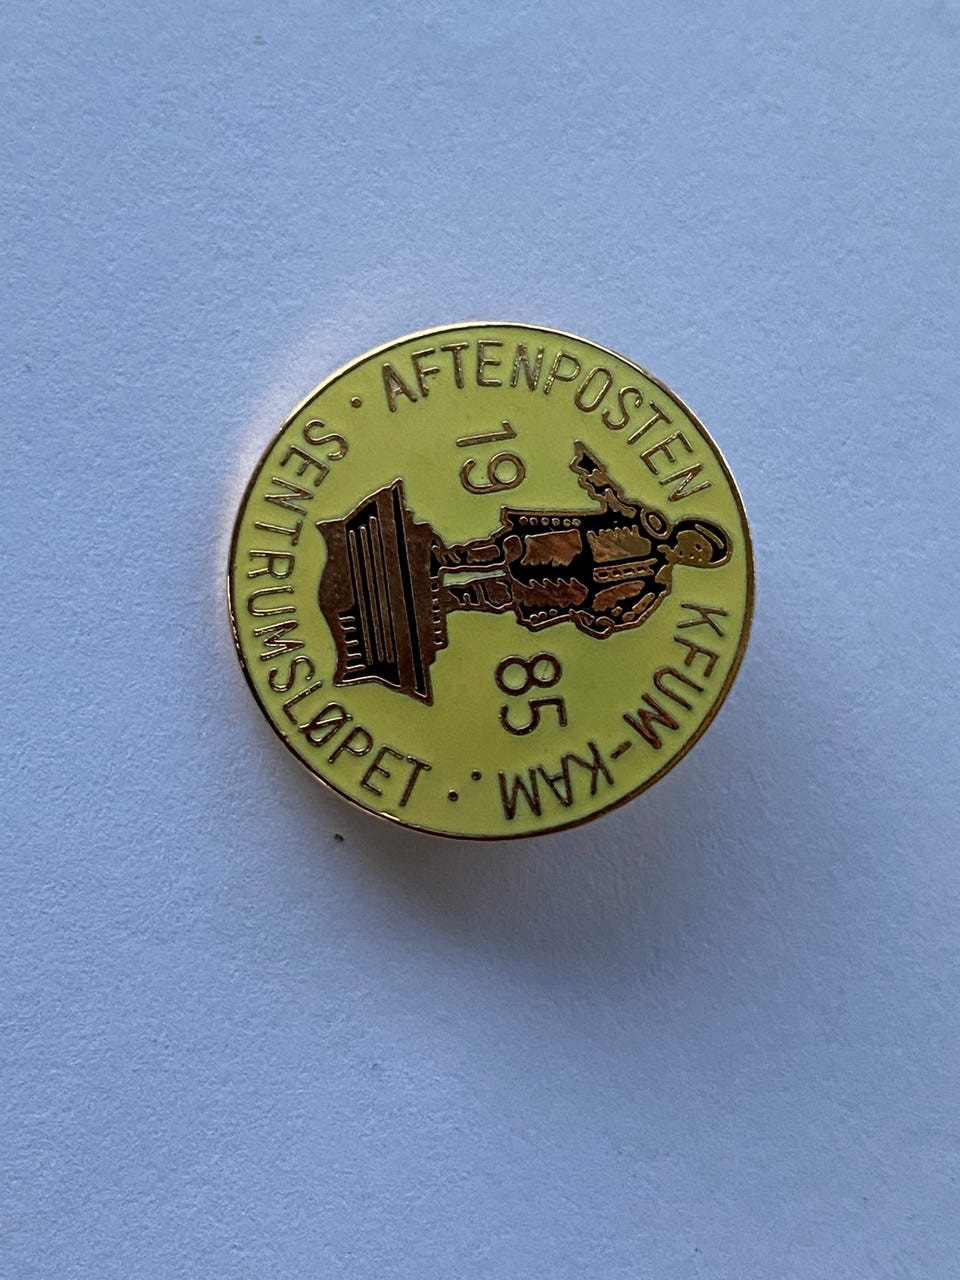 AFTENPOSTEN KFUM-KAM.
19 85
SENTRUMSLØPET